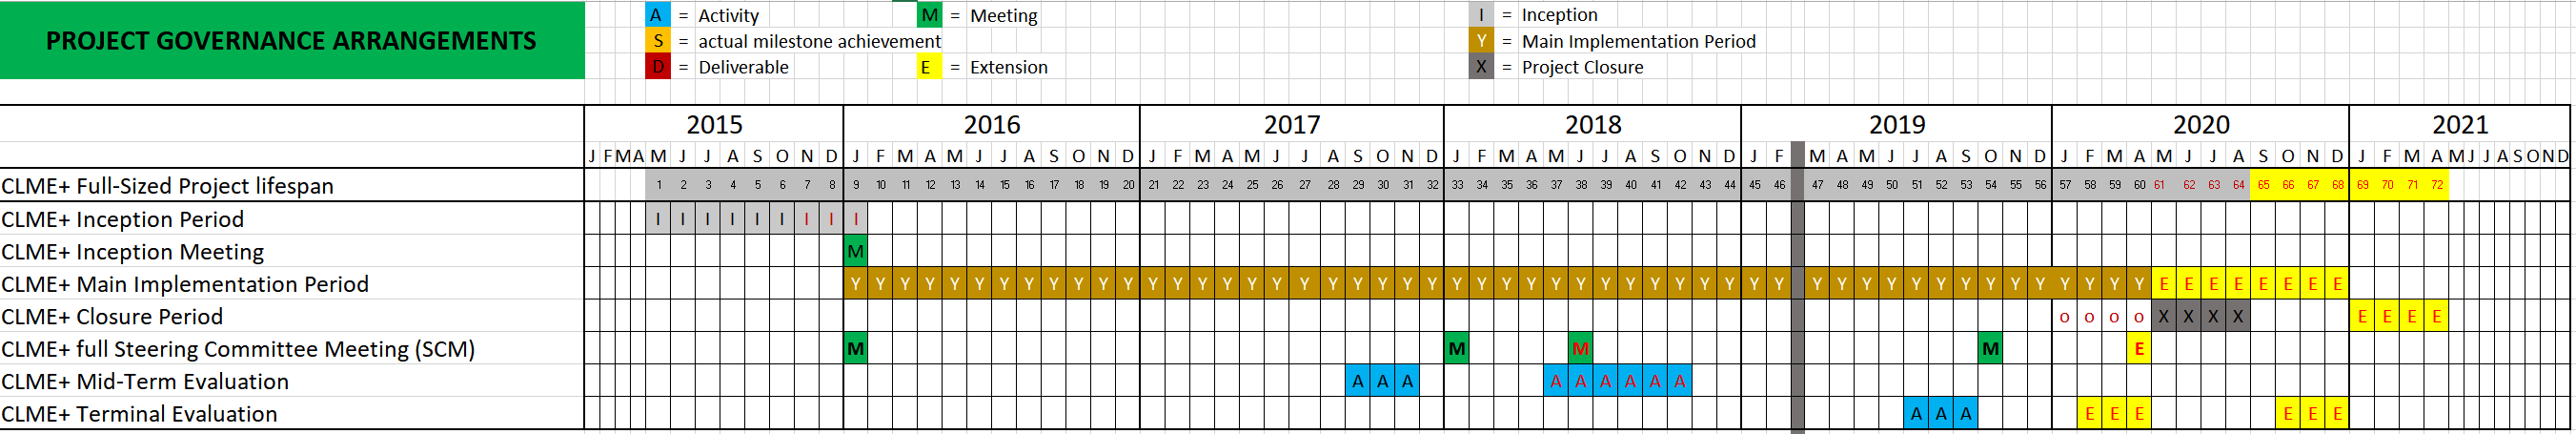 A = Activity M = Meeting I = Inception
PROJECT GOVERNANCE ARRANGEMENTS S = actual milestone achievement Y = Main Implementation Period
D = Deliverable E = Extension X = Project Closure
2015 2016 2017 2018 2019 2020 2021
J F M A M J J A S O N D J F M A M J J A S O N D J F M A M J J A S O N D J F M A M J J A S O N D J F M A M J J A S O N D J F M A M J J A S O N D J F M A M J J A S O N D
CLME+ Full-Sized Project lifespan 1 2 3 4 5 6 7 8 9 10 11 12 13 14 15 16 17 18 19 20 21 22 23 24 25 26 27 28 29 30 31 32 33 34 35 36 37 38 39 40 41 42 43 44 45 46 47 48 49 50 51 52 53 54 55 56 57 58 59 60 61 62 63 64 65 66 67 68 69 70 71 72
CLME+ Inception Period I I I I I I I I I
CLME+ Inception Meeting M
CLME+ Main Implementation Period Y Y Y Y Y Y Y Y Y Y Y Y Y Y Y Y Y Y Y Y Y Y Y Y Y Y Y Y Y Y Y Y Y Y Y Y Y Y Y Y Y Y Y Y Y Y Y Y Y Y Y Y E E E E E E E E
CLME+ Closure Period o o o o X X X X E E E E
CLME+ full Steering Committee Meeting (SCM) M M M M E
CLME+ Mid-Term Evaluation A A A A A A A A A
CLME+ Terminal Evaluation A A A E E E E E E